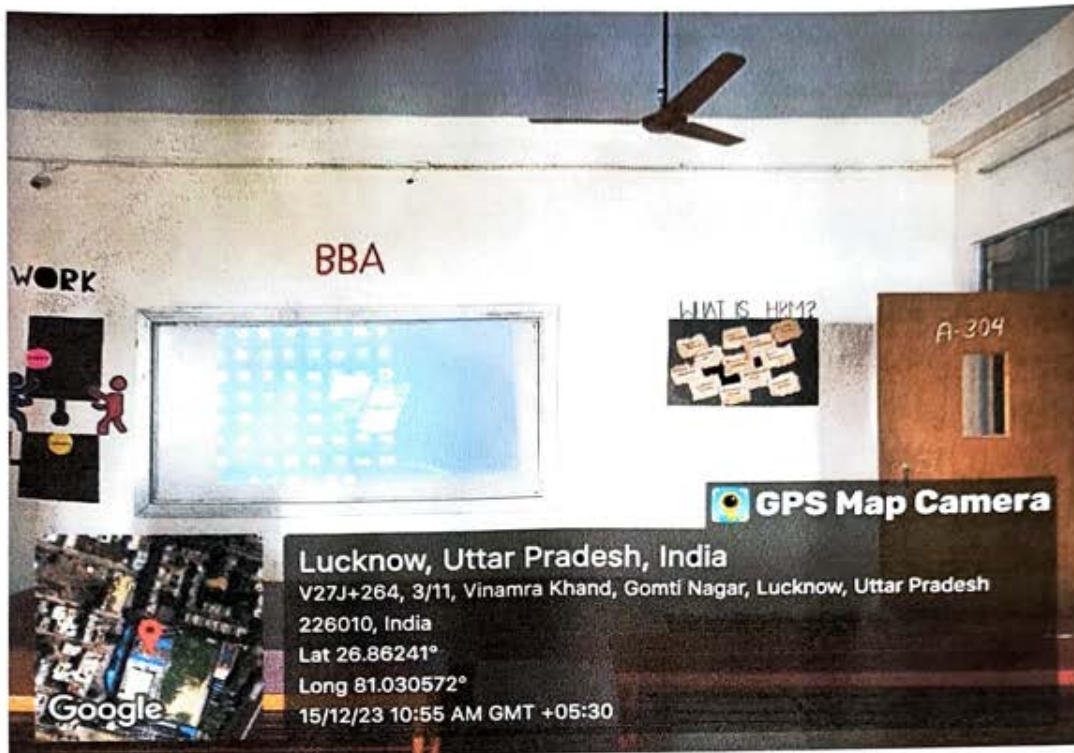 BBA
WORK
WHAT IS HRM?
A-304
GPS Map Camera
Lucknow, Uttar Pradesh, India
V27J+264, 3/11, Vinamra Khand, Gomti Nagar, Lucknow, Uttar Pradesh
226010, India
Lat 26.86241°
Long 81.030572°
15/12/23 10:55 AM GMT +05:30
Google